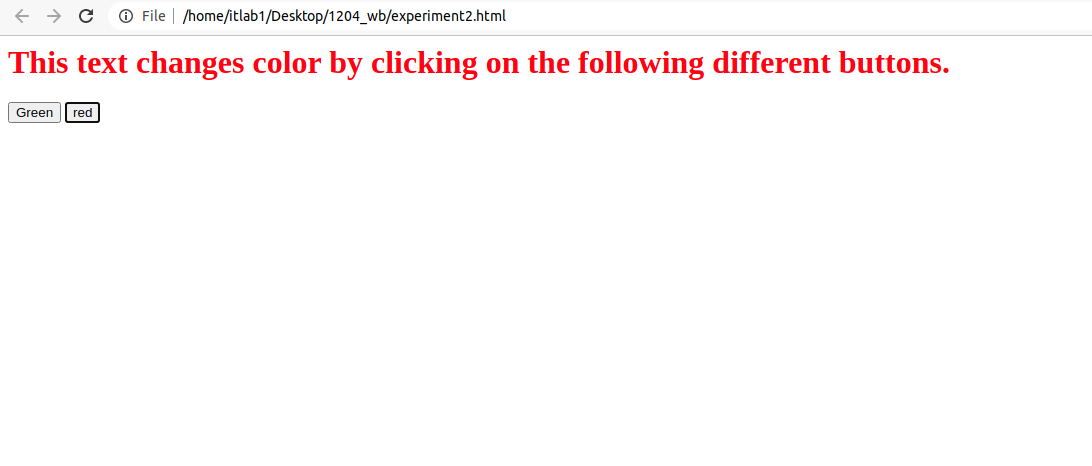 File /home/itlab1/Desktop/1204_wb/experiment2.html
This text changes color by clicking on the following different buttons.
Green red